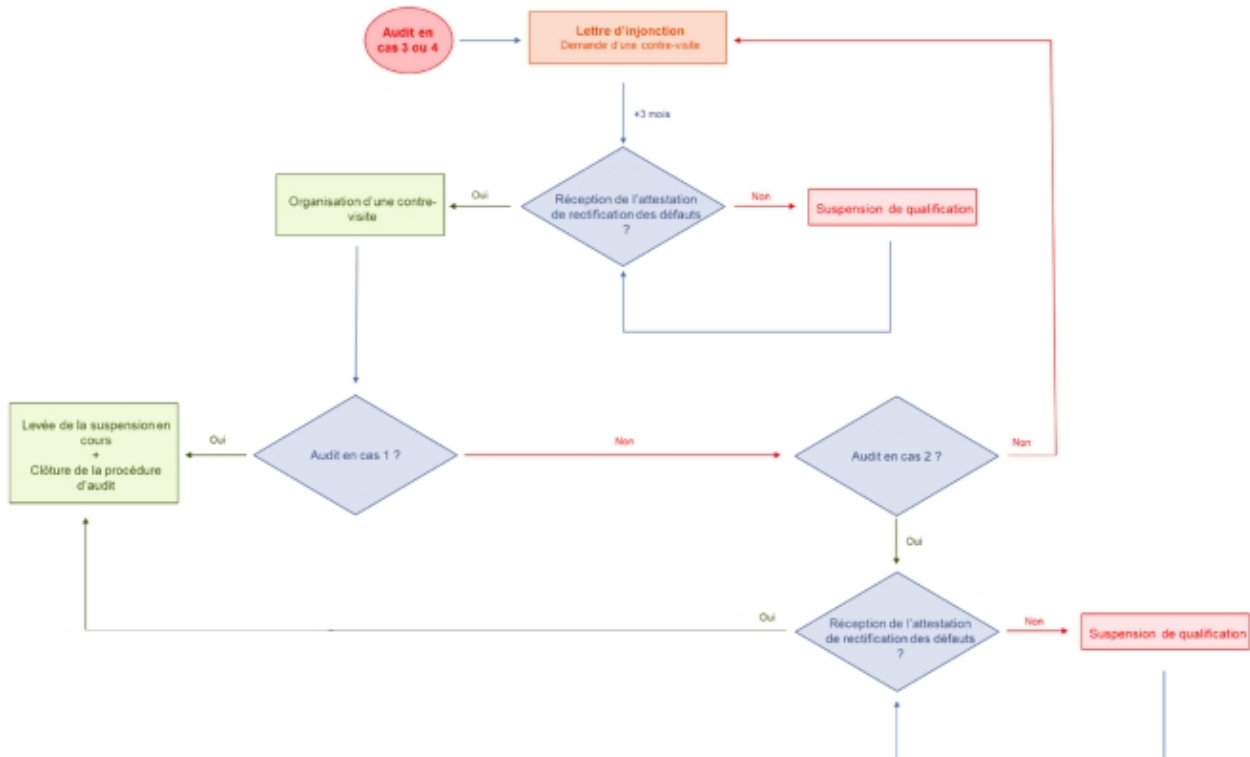 Audit en
cas 3 ou 4
Lettre d'injonction
Demande d'une contre-visite
+3 mois
Organisation d'une contre-
visite
Oui
Réception de l'attestation
de rectification des défauts
?
Non
Suspension de qualification
Levée de la suspension en
cours
+
Clôture de la procédure
d'audit
Oui
Audit en cas 1 ?
Non
Audit en cas 2 ?
Non
Oui
Oui
Réception de l'attestation
de rectification des défauts
?
Non
Suspension de qualification